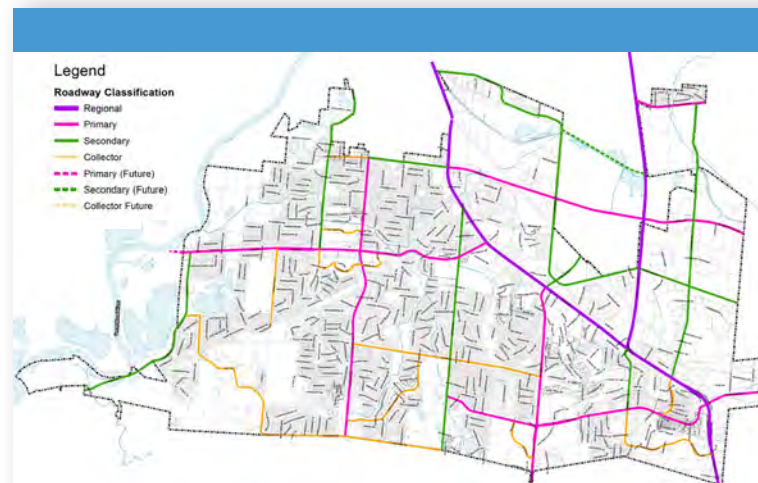 Legend
Roadway Classification
Regional
Primary
Secondary
Collector
Primary (Future)
Secondary (Future)
Collector Future